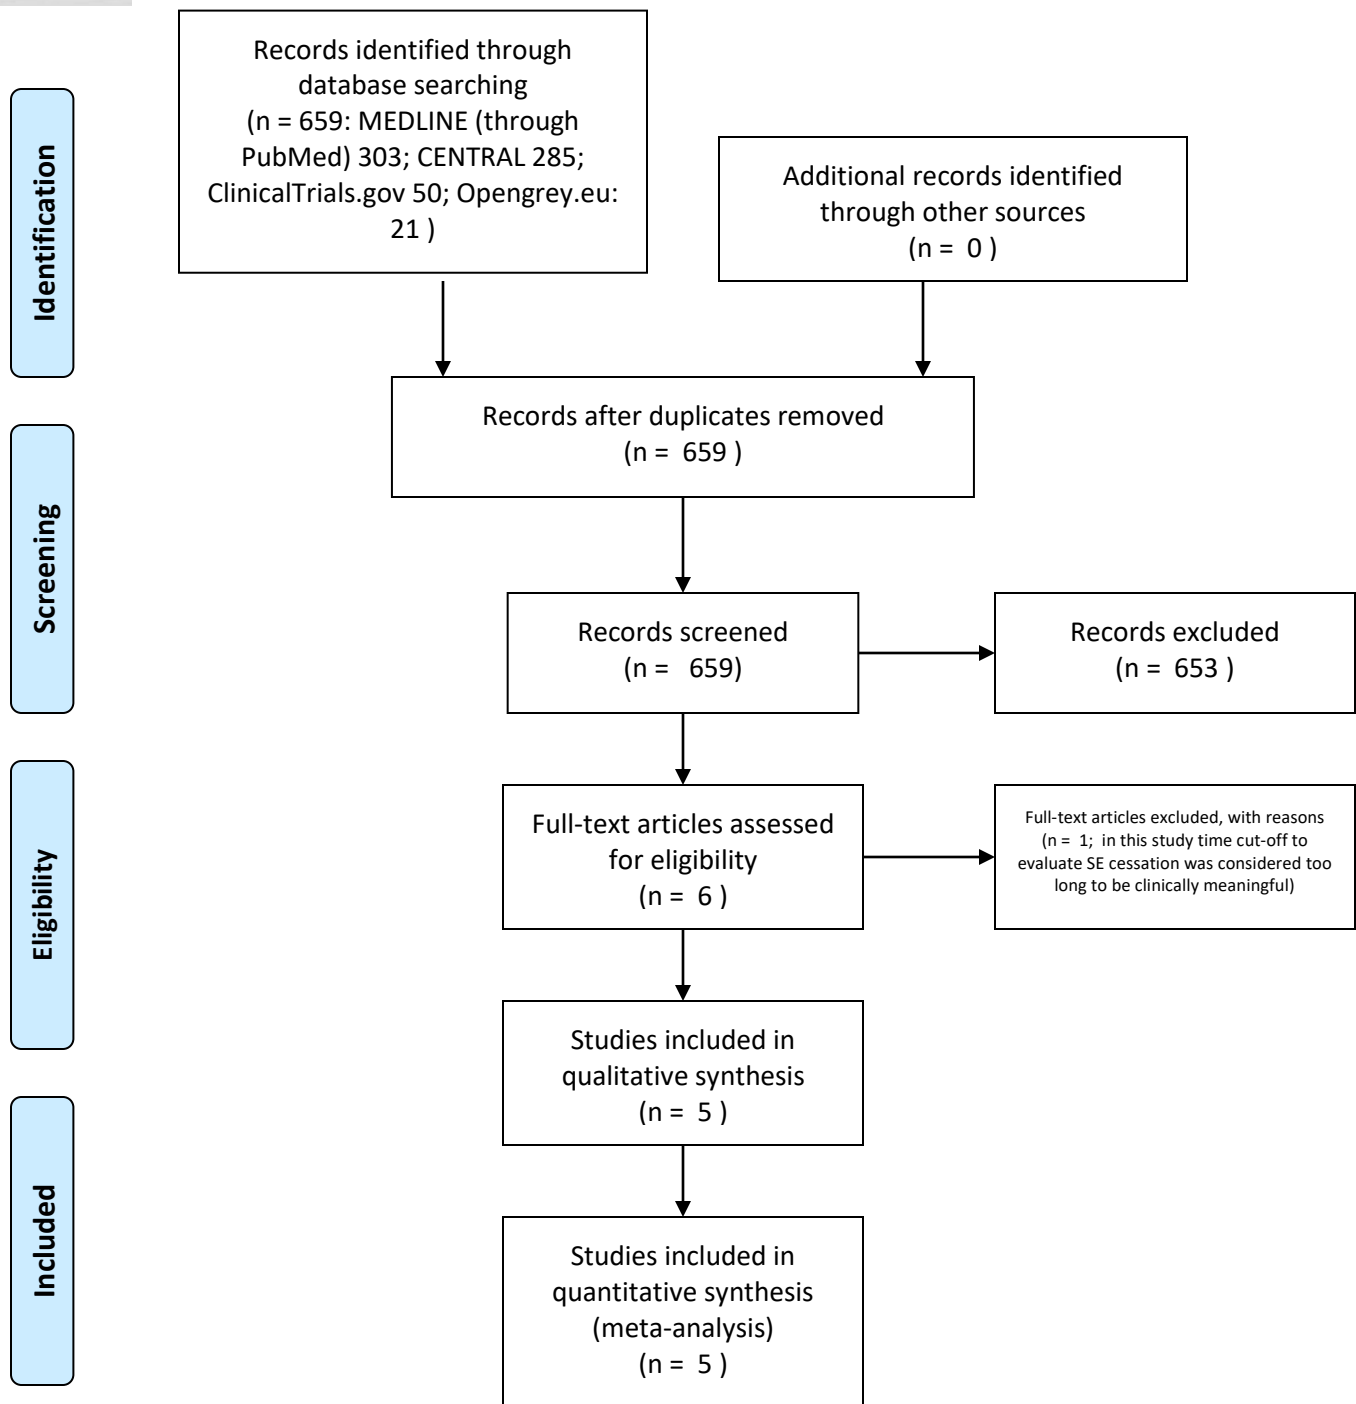 Records identified through
database searching
(n = 659: MEDLINE (through
PubMed) 303; CENTRAL 285;
ClinicalTrials.gov 50; Opengrey.eu:
21 )
Additional records identified
through other sources
(n = 0 )
Identification
Records after duplicates removed
(n = 659 )
Screening
Records screened
(n = 659)
Records excluded
(n = 653 )
Full-text articles assessed
for eligibility
(n = 6 )
Full-text articles excluded, with reasons
(n = 1; in this study time cut-off to
evaluate SE cessation was considered too
long to be clinically meaningful)
Eligibility
Studies included in
qualitative synthesis
(n = 5 )
Included
Studies included in
quantitative synthesis
(meta-analysis)
(n = 5 )